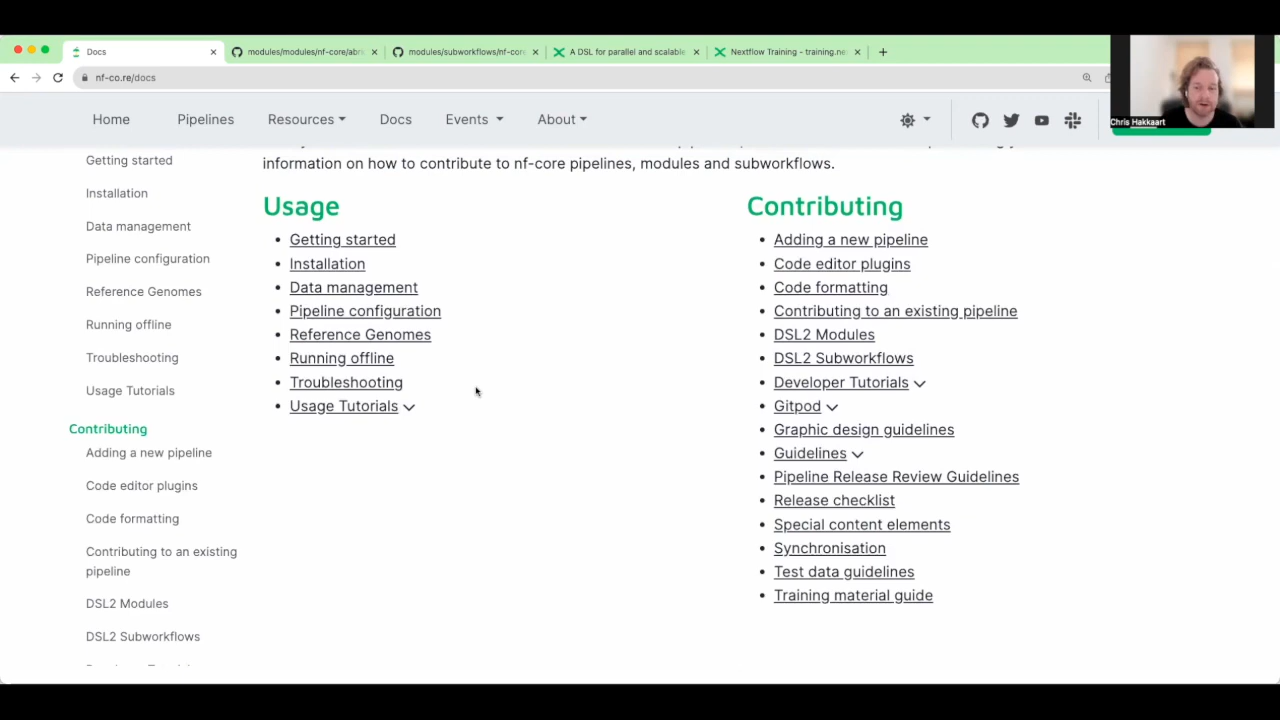 Docs
modules/modules/nf-core/abri
modules/subworkflows/nf-core
A DSL for parallel and scalable
Nextflow Training - training.ne
nf-co.re/docs
Chris Hakkaart
Home
Pipelines
Resources
Docs
Events
About
Getting started
Installation
Data management
Pipeline configuration
Reference Genomes
Running offline
Troubleshooting
Usage Tutorials
Contributing
Adding a new pipeline
Code editor plugins
Code formatting
Contributing to an existing
pipeline
DSL2 Modules
DSL2 Subworkflows
information on how to contribute to nf-core pipelines, modules and subworkflows.
Usage
Getting started
Installation
Data management
Pipeline configuration
Reference Genomes
Running offline
Troubleshooting
Usage Tutorials
Contributing
Adding a new pipeline
Code editor plugins
Code formatting
Contributing to an existing pipeline
DSL2 Modules
DSL2 Subworkflows
Developer Tutorials
Gitpod
Graphic design guidelines
Guidelines
Pipeline Release Review Guidelines
Release checklist
Special content elements
Synchronisation
Test data guidelines
Training material guide